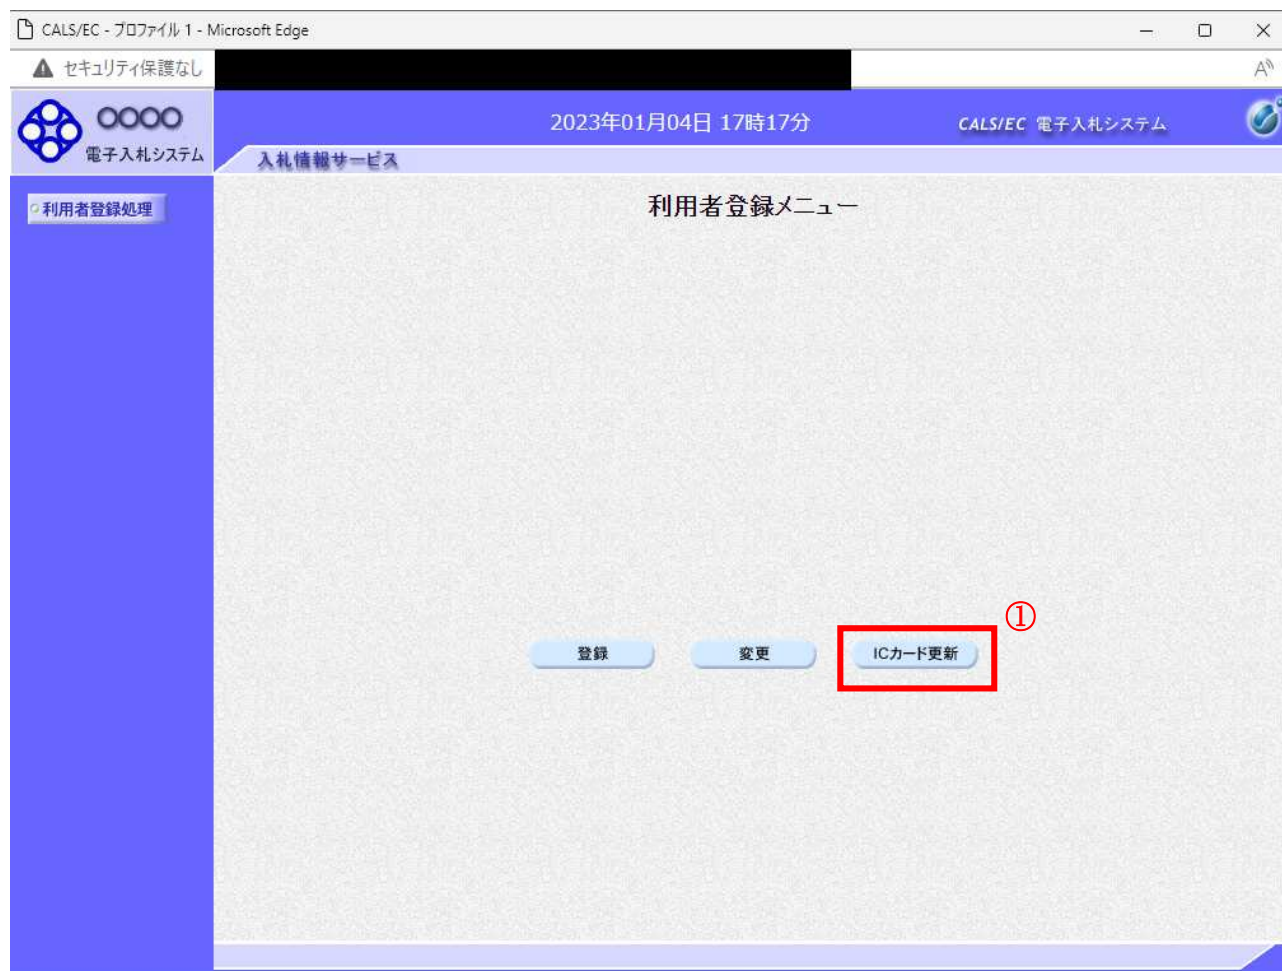 CALS/EC - プロファイル 1 - Microsoft Edge
セキュリティ保護なし
A
○○○○
電子入札システム
2023年01月04日 17時17分
CALS/EC 電子入札システム
入札情報サービス
利用者登録処理
利用者登録メニュー
①
登録
変更
ICカード更新